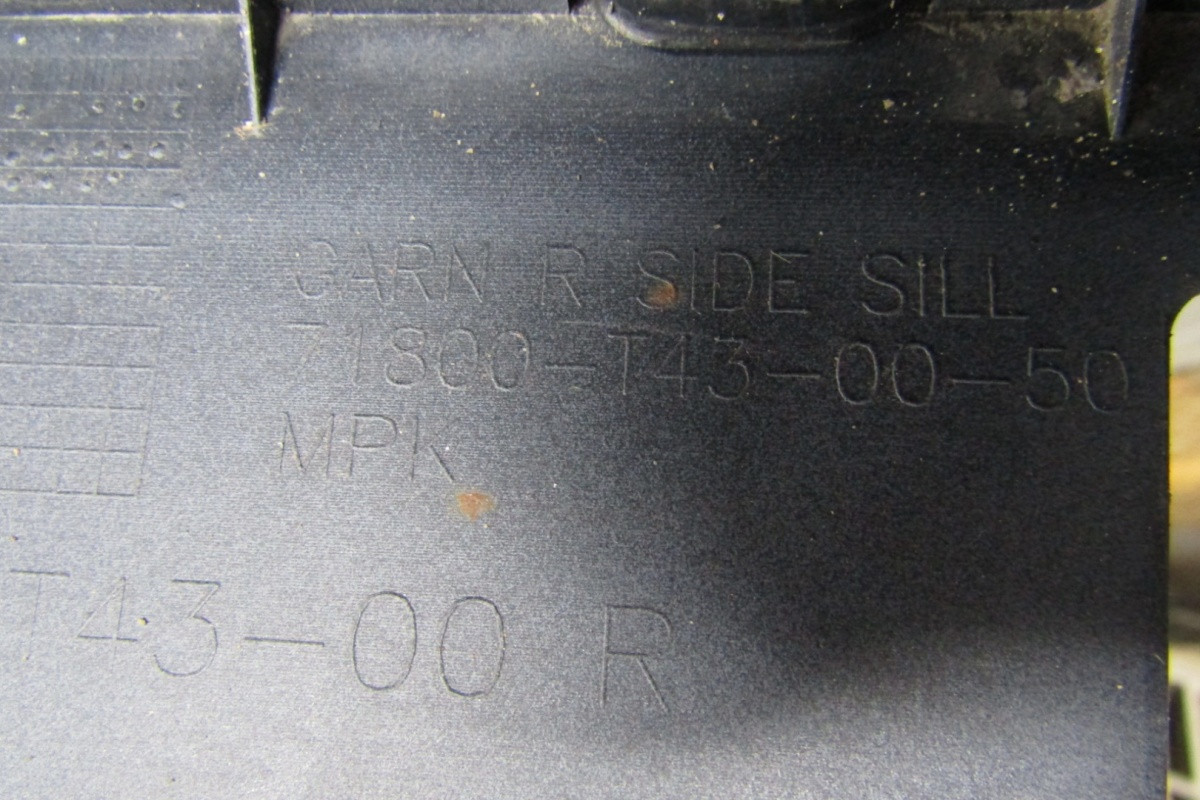 GARN R SIDE SILL
71800-T43-00-50
MPK
T43-00 R